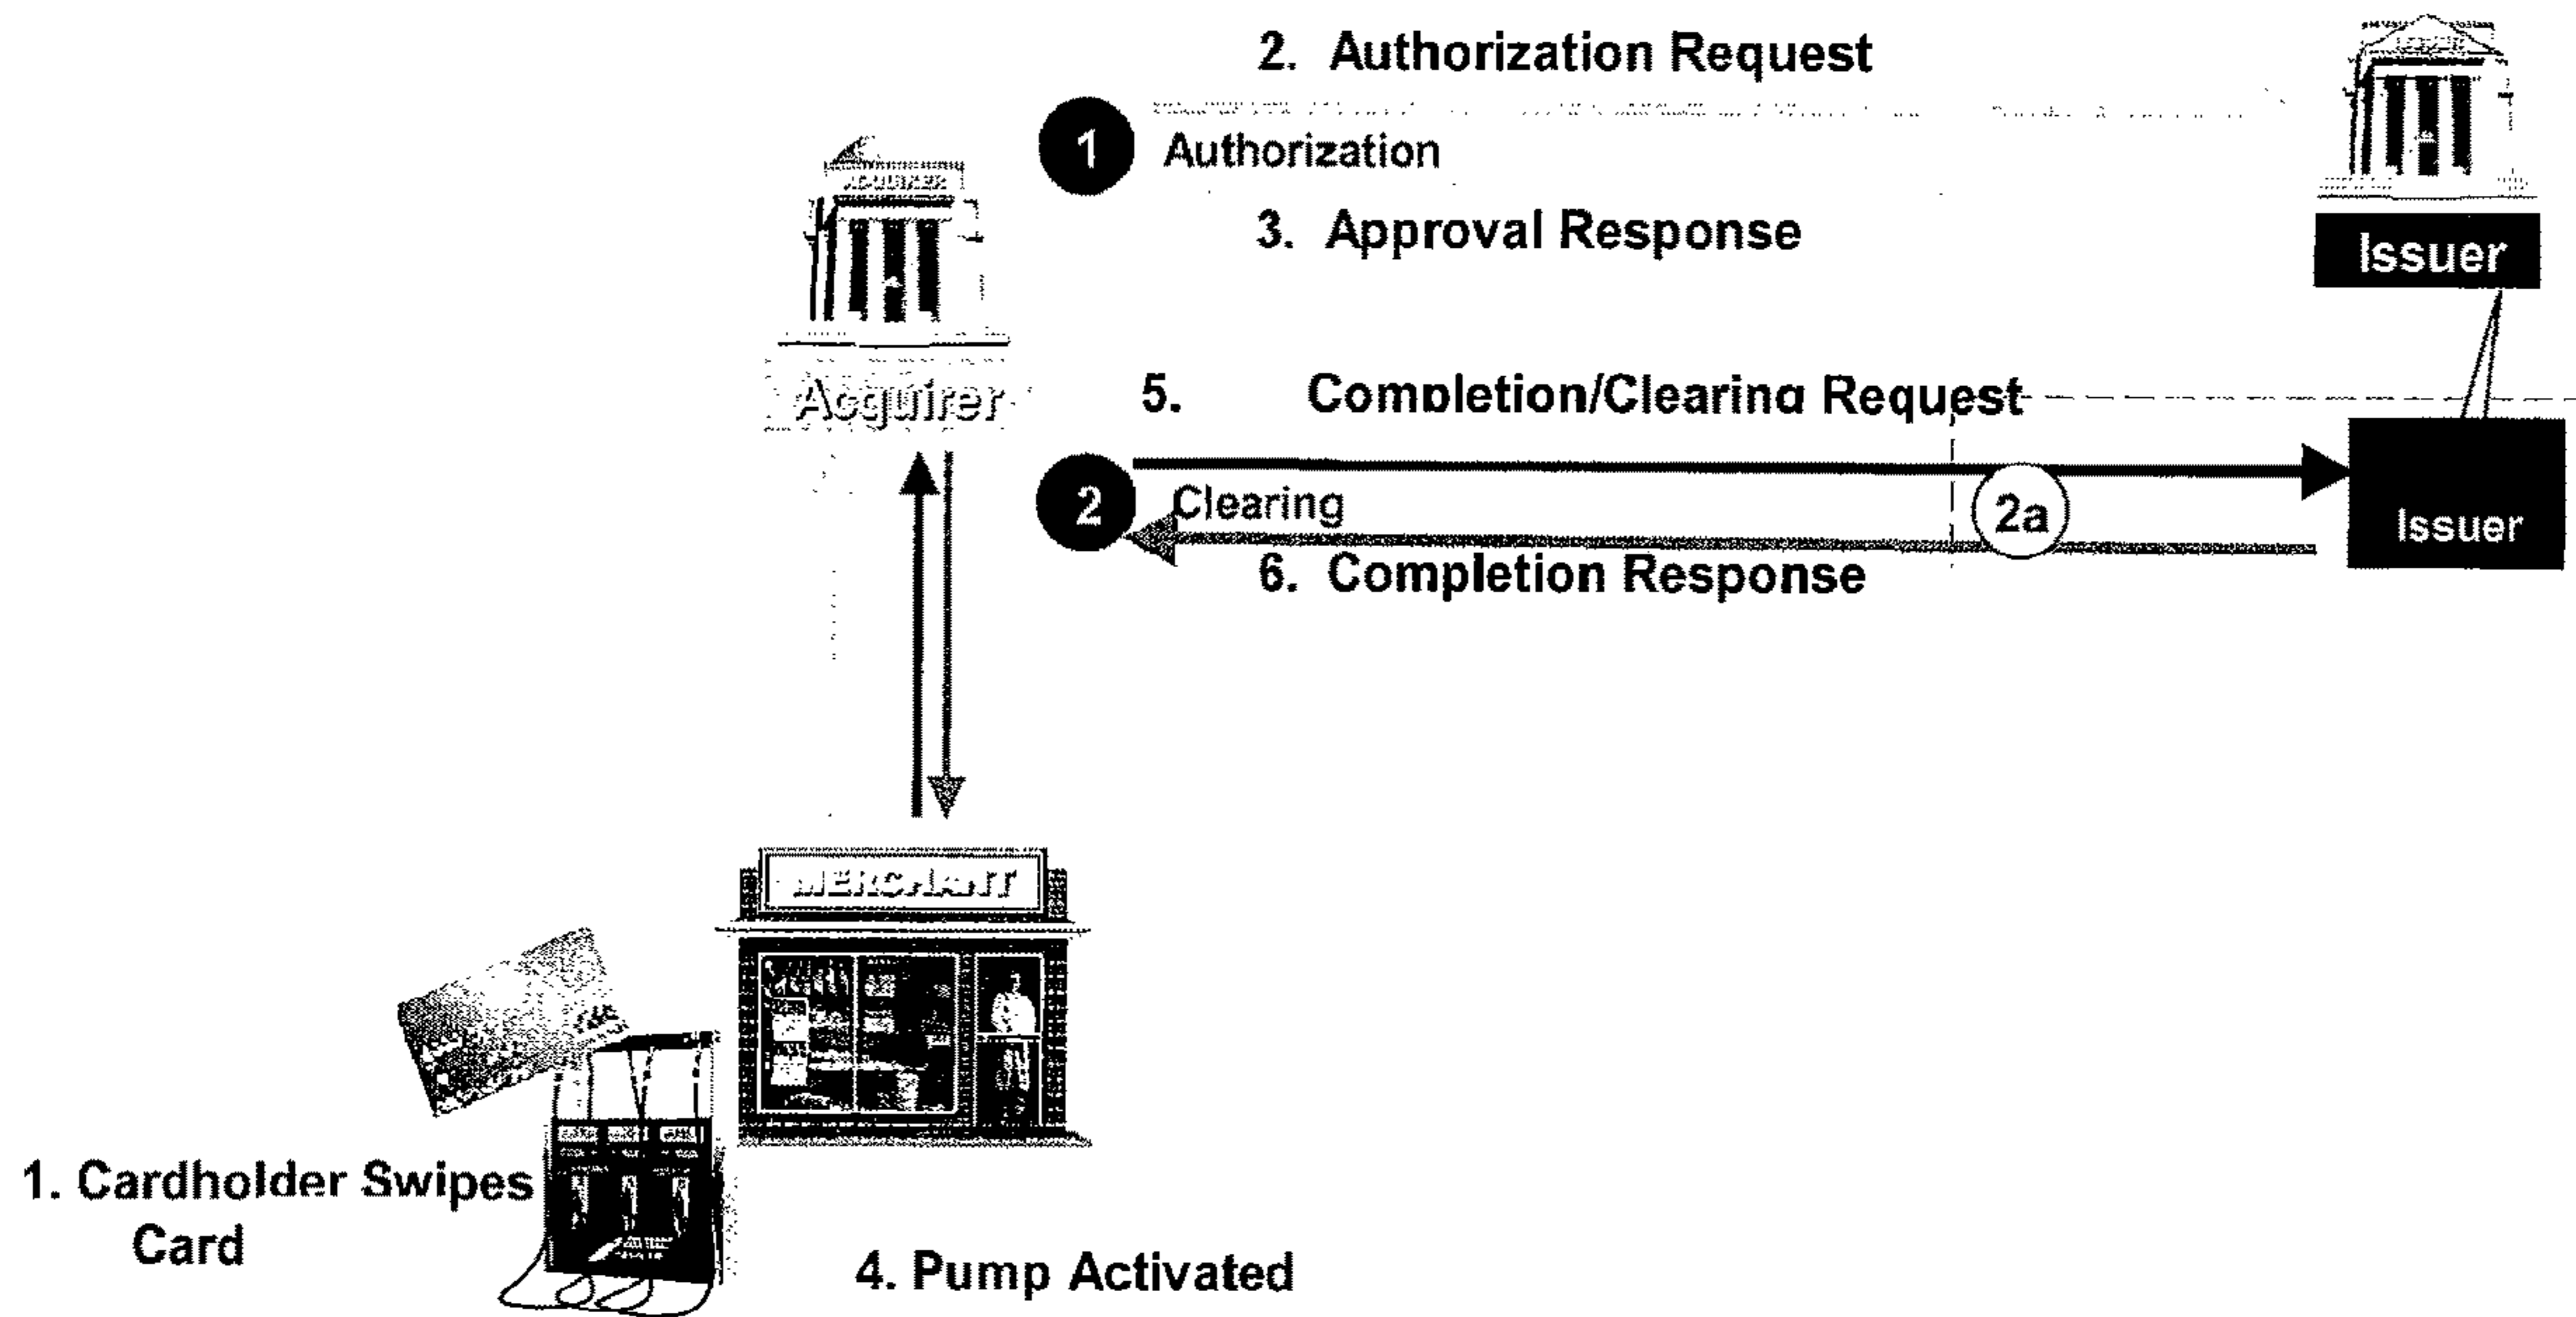 2. Authorization Request
1 Authorization
3. Approval Response
ACQUIRER
Issuer
Acquirer
5. Completion/Clearing Request
2 Clearing
2a
Issuer
6. Completion Response
MERCHANT
1. Cardholder Swipes
Card
4. Pump Activated